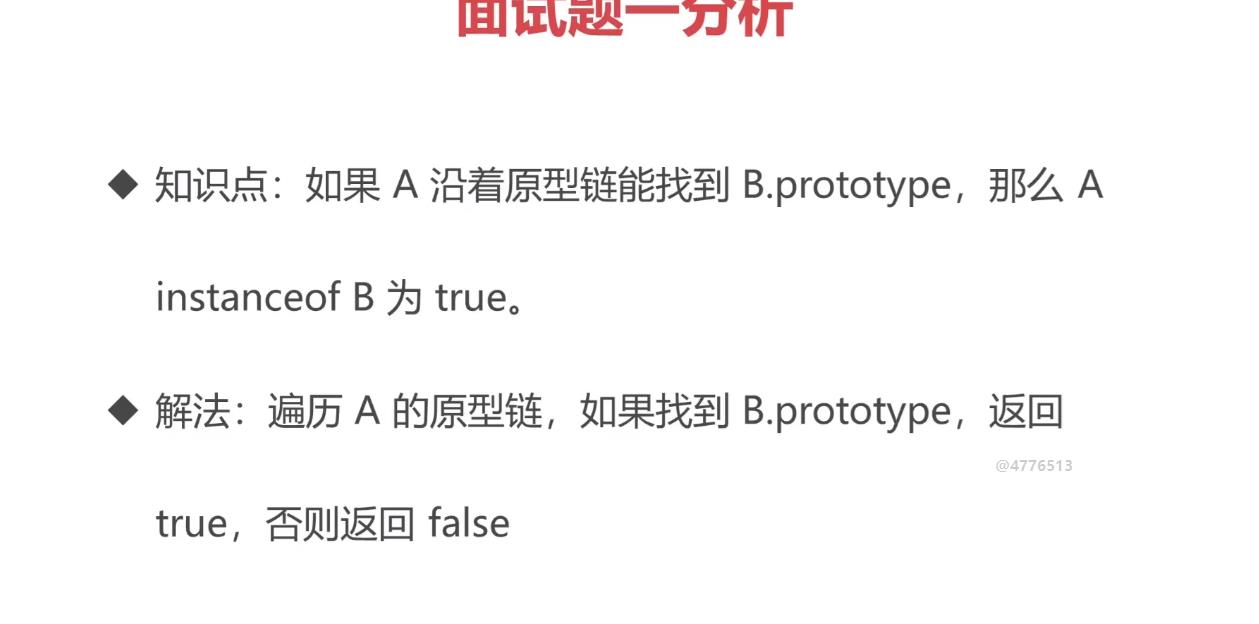 面试题一分析
◆ 知识点：如果 A 沿着原型链能找到 B.prototype，那么 A
instanceof B 为 true。
◆ 解法：遍历 A 的原型链，如果找到 B.prototype，返回
@4776513
true，否则返回 false